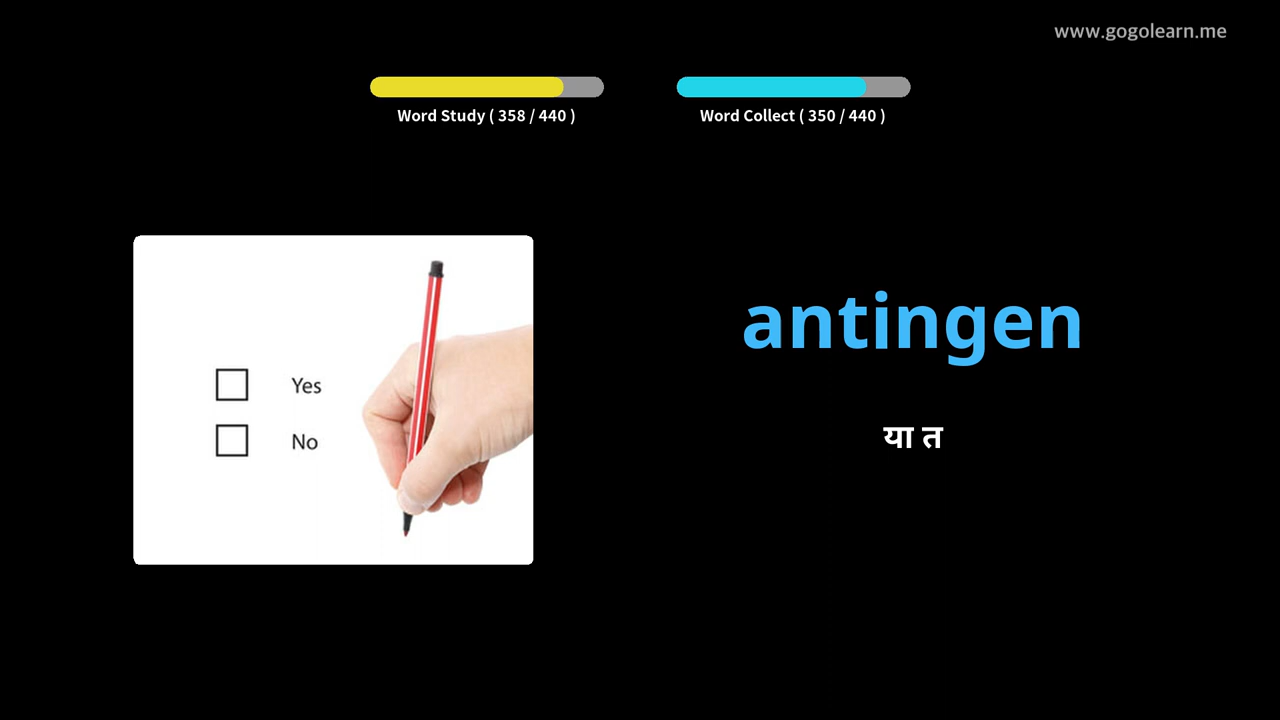 www.gogolearn.me
Word Study ( 358 / 440 )
Word Collect ( 350 / 440 )
Yes
No
antingen
या त